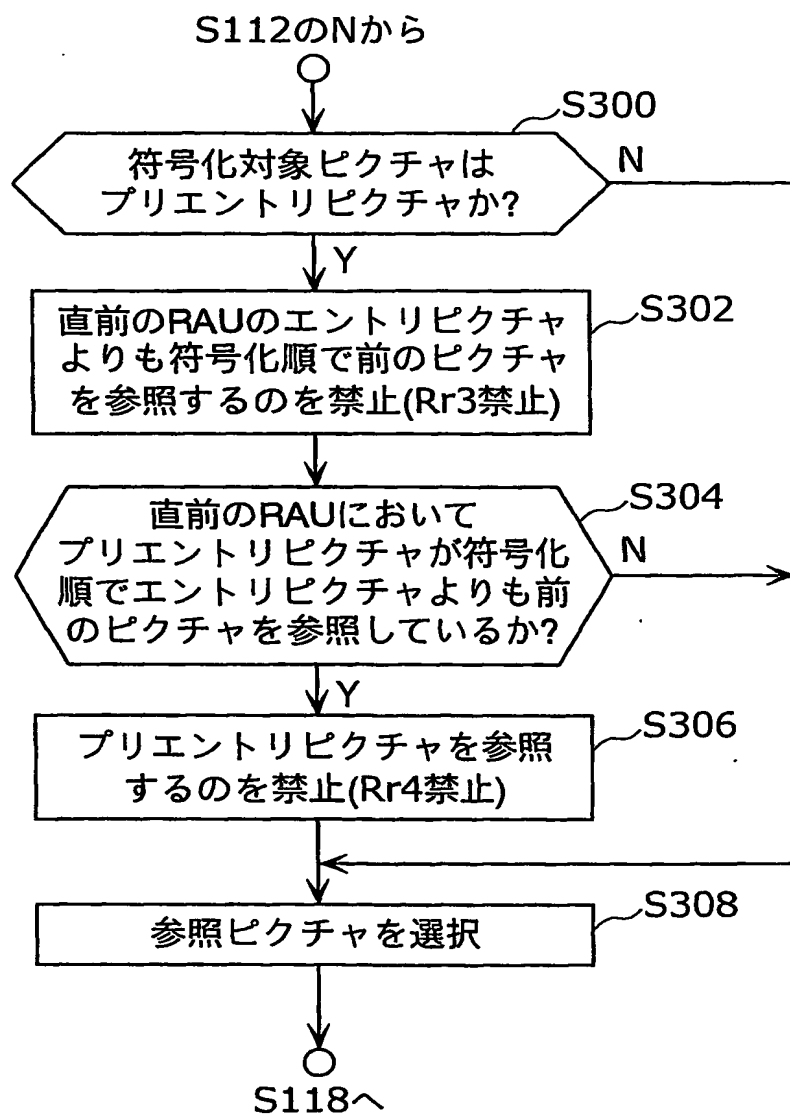 S112のNから
S300
符号化対象ピクチャは
プリエントリピクチャか?
N
Y
直前のRAUのエントリピクチャ
よりも符号化順で前のピクチャ
を参照するのを禁止(Rr3禁止)
S302
直前のRAUにおいて
プリエントリピクチャが符号化
順でエントリピクチャよりも前
のピクチャを参照しているか?
S304
N
Y
プリエントリピクチャを参照
するのを禁止(Rr4禁止)
S306
参照ピクチャを選択
S308
S118へ